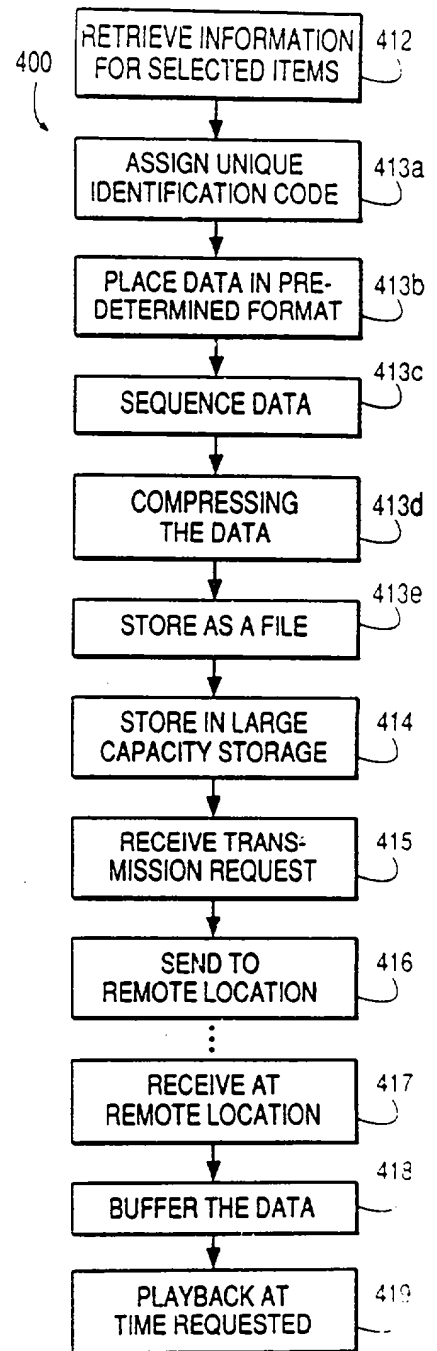 400
RETRIEVE INFORMATION
FOR SELECTED ITEMS
412
ASSIGN UNIQUE
IDENTIFICATION CODE
413a
PLACE DATA IN PRE-
DETERMINED FORMAT
413b
SEQUENCE DATA
413c
COMPRESSING
THE DATA
413d
STORE AS A FILE
413e
STORE IN LARGE
CAPACITY STORAGE
414
RECEIVE TRANS-
MISSION REQUEST
415
SEND TO
REMOTE LOCATION
416
RECEIVE AT
REMOTE LOCATION
417
BUFFER THE DATA
418
PLAYBACK AT
TIME REQUESTED
419